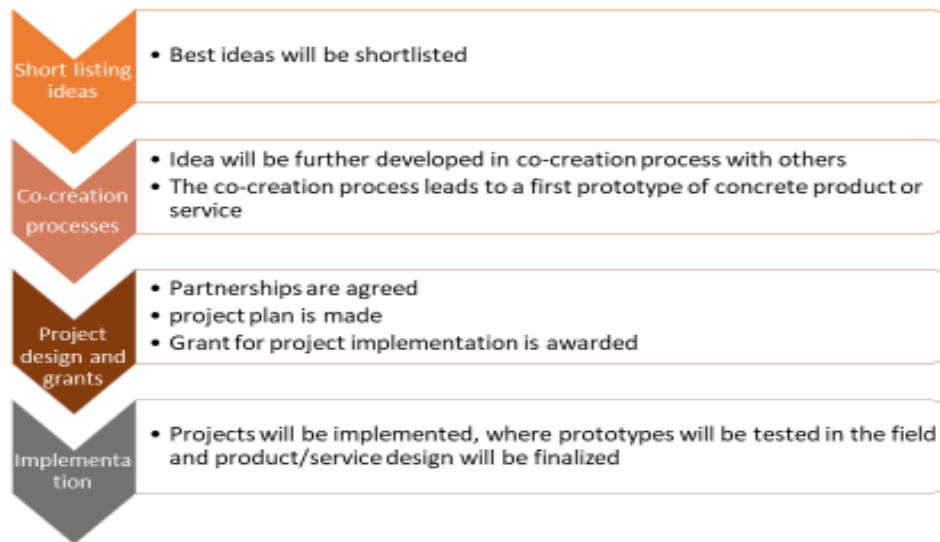 Short listing
ideas
• Best ideas will be shortlisted
Co-creation
processes
• Idea will be further developed in co-creation process with others
• The co-creation process leads to a first prototype of concrete product or
service
Project
design and
grants
• Partnerships are agreed
• project plan is made
• Grant for project implementation is awarded
Implementa
tion
• Projects will be implemented, where prototypes will be tested in the field
and product/service design will be finalized